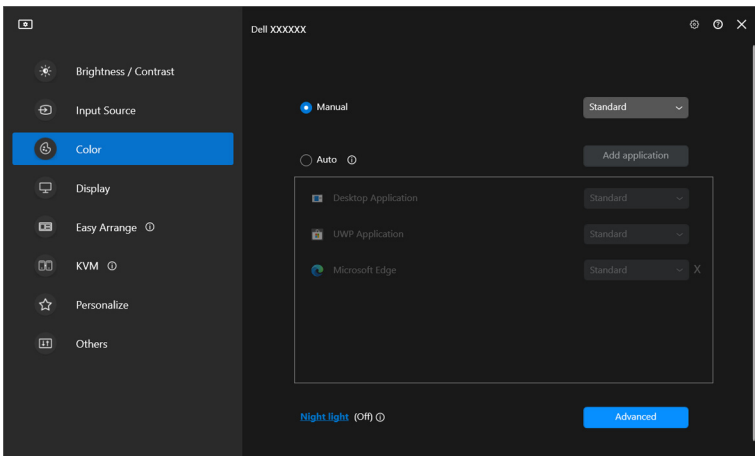 Dell XXXXXX
Brightness / Contrast
Input Source
Color
Display
Easy Arrange
KVM
Personalize
Others
Manual
Standard
Auto
Add application
Desktop Application
Standard
UWP Application
Standard
Microsoft Edge
Standard
X
Night light (Off)
Advanced